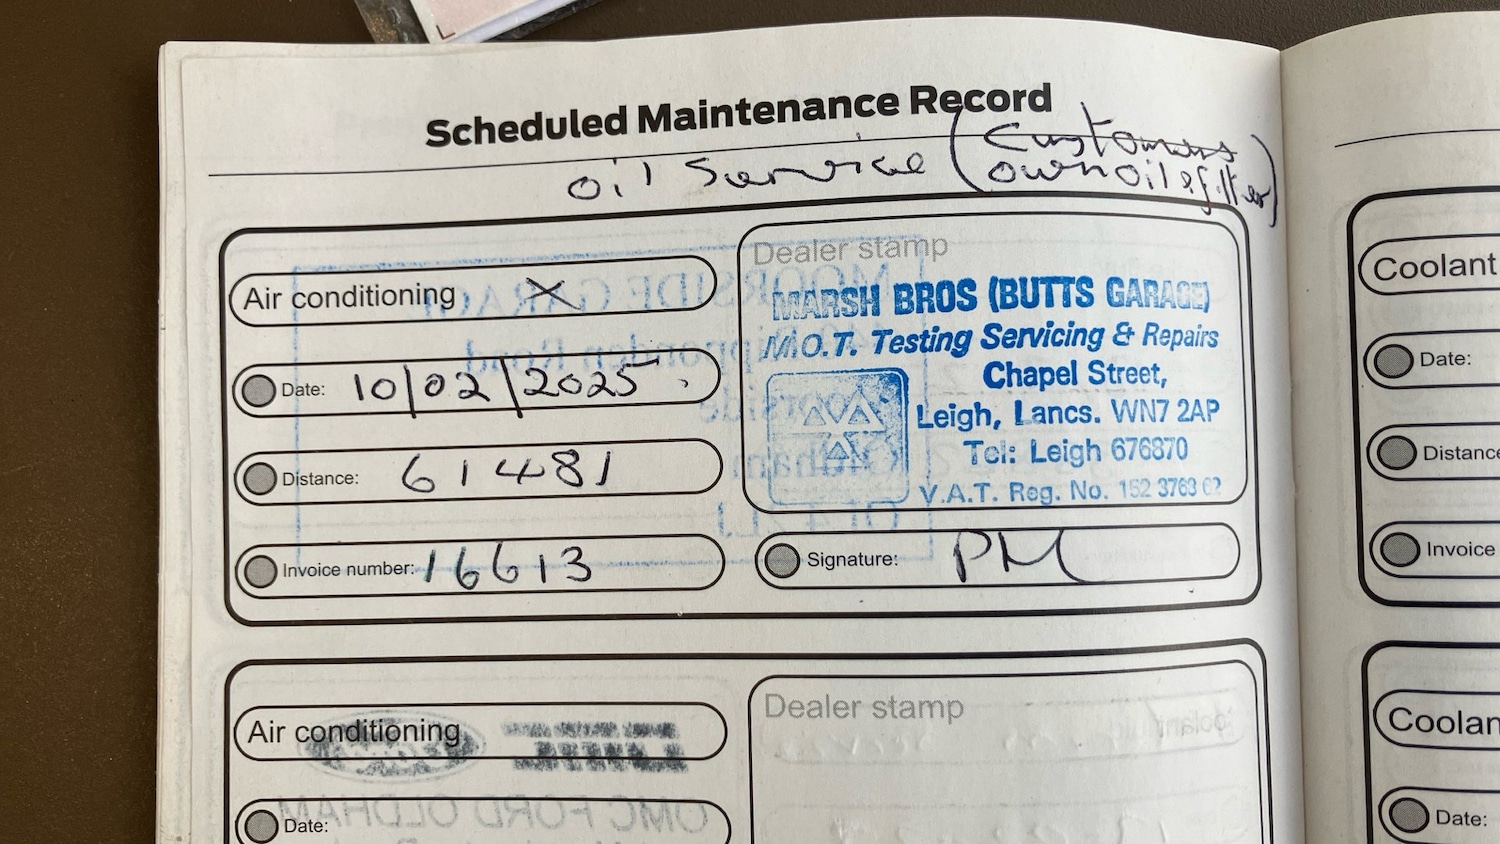 Scheduled Maintenance Record
oil Service (Customers
own oil & filter)
Air conditioning X
Date: 10/02/2025.
Distance: 61481
Invoice number: 16613
Dealer stamp
MARSH BROS (BUTTS GARAGE)
M.O.T. Testing Servicing & Repairs
Chapel Street,
Leigh, Lancs. WN7 2AP
Tel: Leigh 676870
V.A.T. Reg. No. 152 3763 62
Signature: PM
Air conditioning
Dealer stamp
OMC FORD OLDHAM
Date:
Coolant
Date:
Distance
Invoice
Coolan
Date: